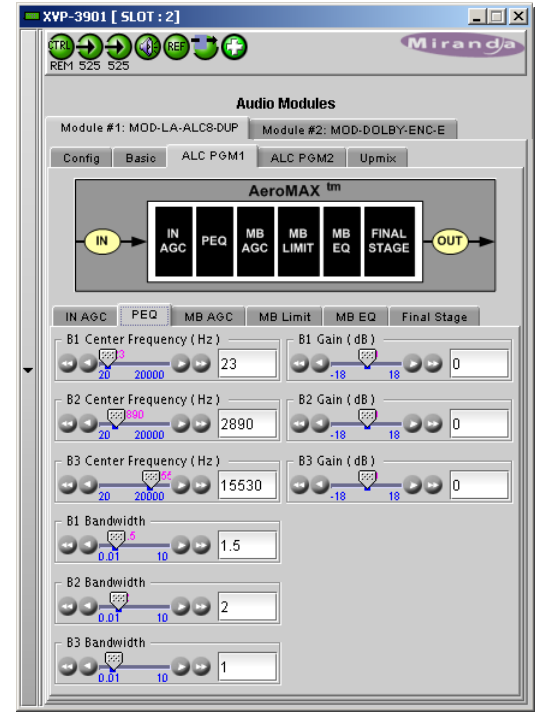 XVP-3901 [ SLOT : 2]
CTRL REF Miranda
REM 525 525
Audio Modules
Module #1: MOD-LA-ALC8-DUP Module #2: MOD-DOLBY-ENC-E
Config Basic ALC PGM1 ALC PGM2 Upmix
AeroMAX tm
IN IN AGC PEQ MB AGC MB LIMIT MB EQ FINAL STAGE OUT
IN AGC PEQ MB AGC MB Limit MB EQ Final Stage
B1 Center Frequency ( Hz ) B1 Gain ( dB )
20 20000 23 -18 18 0
B2 Center Frequency ( Hz ) B2 Gain ( dB )
20 20000 2890 -18 18 0
B3 Center Frequency ( Hz ) B3 Gain ( dB )
20 20000 15530 -18 18 0
B1 Bandwidth
0.01 10 1.5
B2 Bandwidth
0.01 10 2
B3 Bandwidth
0.01 10 1